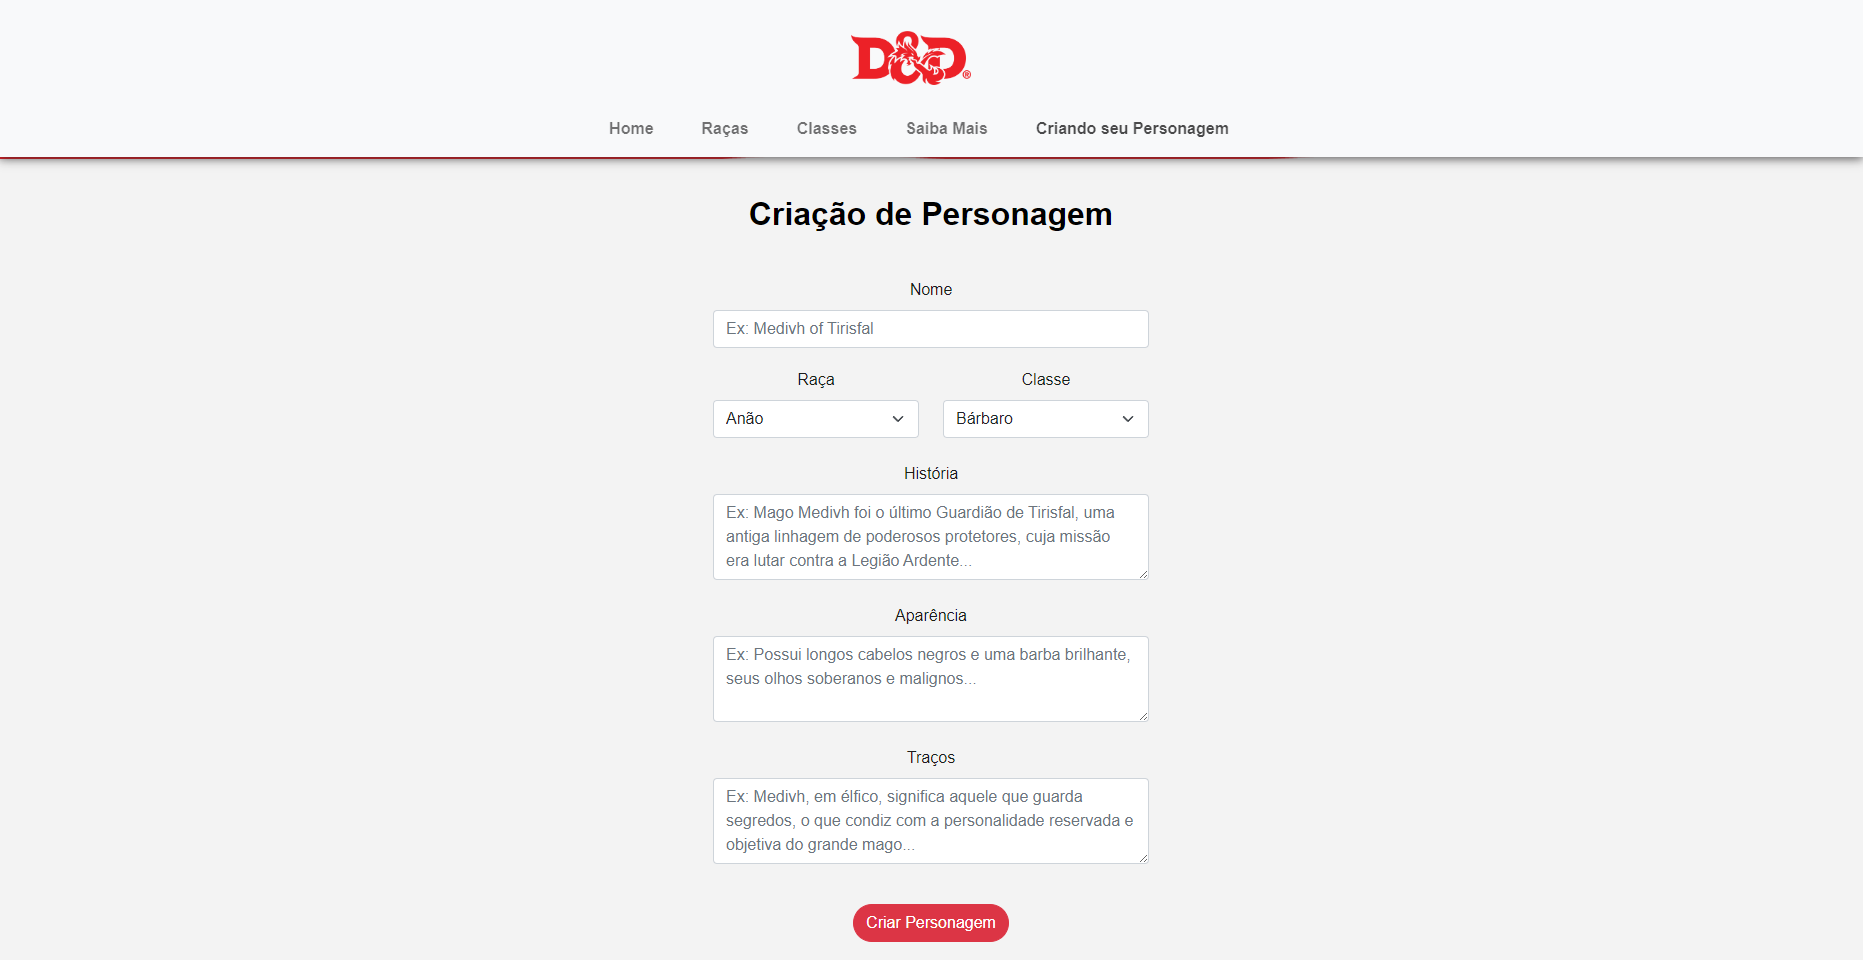 D&D®
Home Raças Classes Saiba Mais Criando seu Personagem
Criação de Personagem
Nome
Ex: Medivh of Tirisfal
Raça Classe
Anão Bárbaro
História
Ex: Mago Medivh foi o último Guardião de Tirisfal, uma
antiga linhagem de poderosos protetores, cuja missão
era lutar contra a Legião Ardente...
Aparência
Ex: Possui longos cabelos negros e uma barba brilhante,
seus olhos soberanos e malignos...
Traços
Ex: Medivh, em élfico, significa aquele que guarda
segredos, o que condiz com a personalidade reservada e
objetiva do grande mago...
Criar Personagem